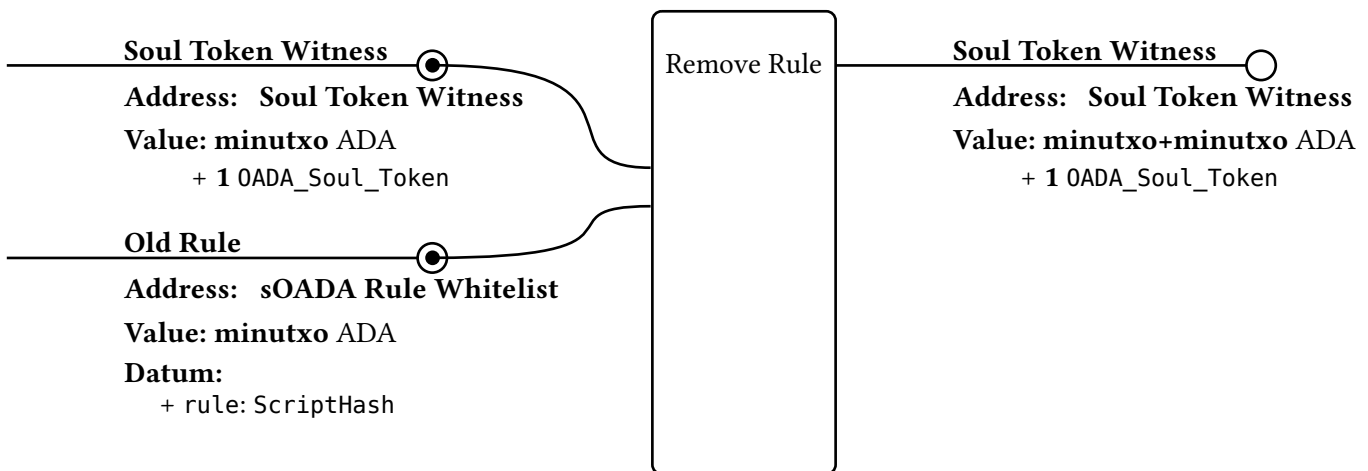 Soul Token Witness
Address: Soul Token Witness
Value: minutxo ADA
+ 1 OADA_Soul_Token
Old Rule
Address: sOADA Rule Whitelist
Value: minutxo ADA
Datum:
+ rule: ScriptHash
Remove Rule
Soul Token Witness
Address: Soul Token Witness
Value: minutxo+minutxo ADA
+ 1 OADA_Soul_Token